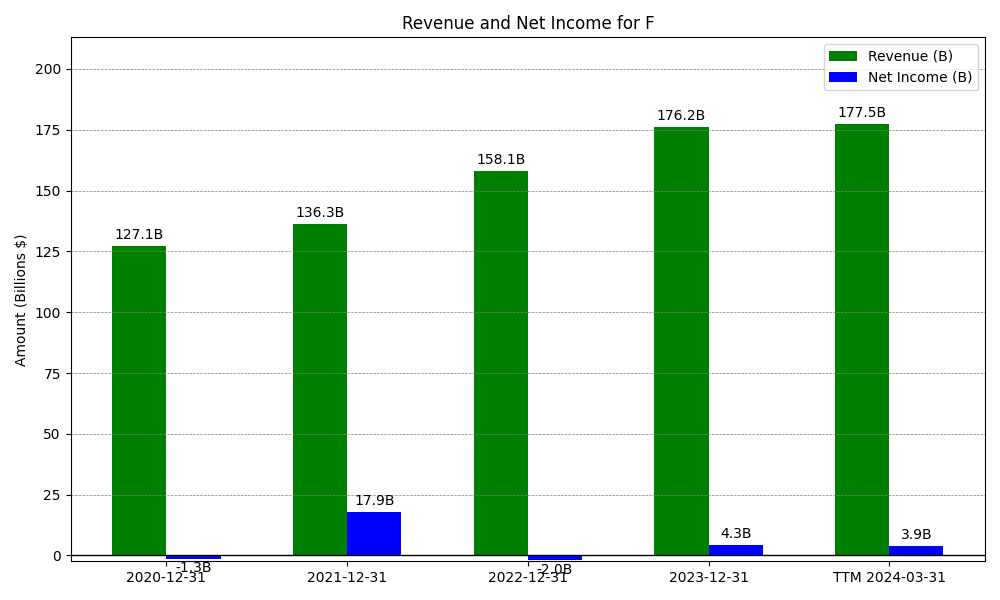 Revenue and Net Income for F
Revenue (B)
Net Income (B)
Amount (Billions $)
200
175
150
125
100
75
50
25
0
127.1B
136.3B
158.1B
176.2B
177.5B
-1.3B
17.9B
-2.0B
4.3B
3.9B
2020-12-31
2021-12-31
2022-12-31
2023-12-31
TTM 2024-03-31